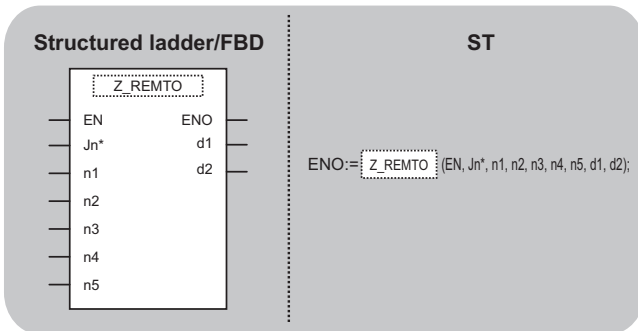 Structured ladder/FBD
Z_REMTO
EN ENO
Jn* d1
n1 d2
n2
n3
n4
n5
ST
ENO:= Z_REMTO (EN, Jn*, n1, n2, n3, n4, n5, d1, d2);